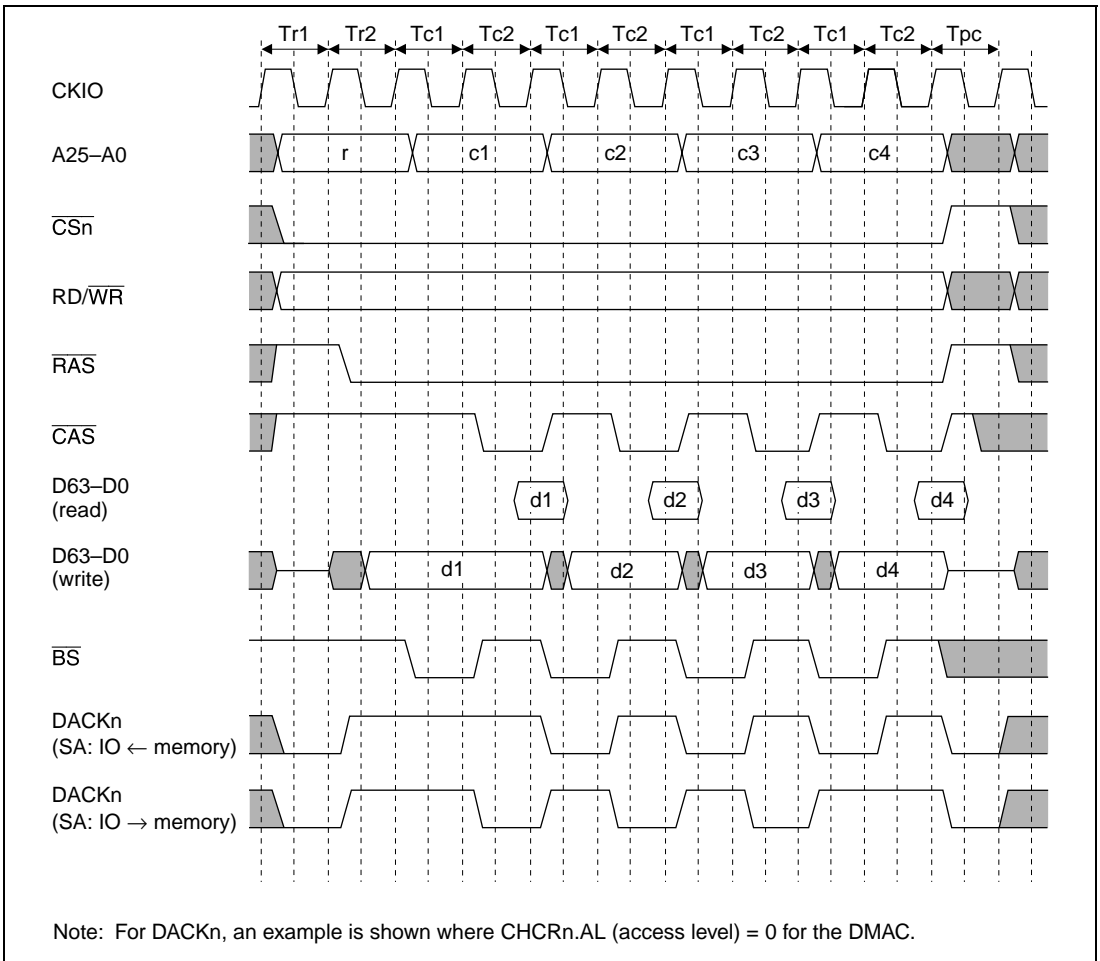 Tr1 Tr2 Tc1 Tc2 Tc1 Tc2 Tc1 Tc2 Tc1 Tc2 Tpc
CKIO
A25–A0 r c1 c2 c3 c4
CSn
RD/WR
RAS
CAS
D63–D0
(read) d1 d2 d3 d4
D63–D0
(write) d1 d2 d3 d4
BS
DACKn
(SA: IO ← memory)
DACKn
(SA: IO → memory)
Note: For DACKn, an example is shown where CHCRn.AL (access level) = 0 for the DMAC.